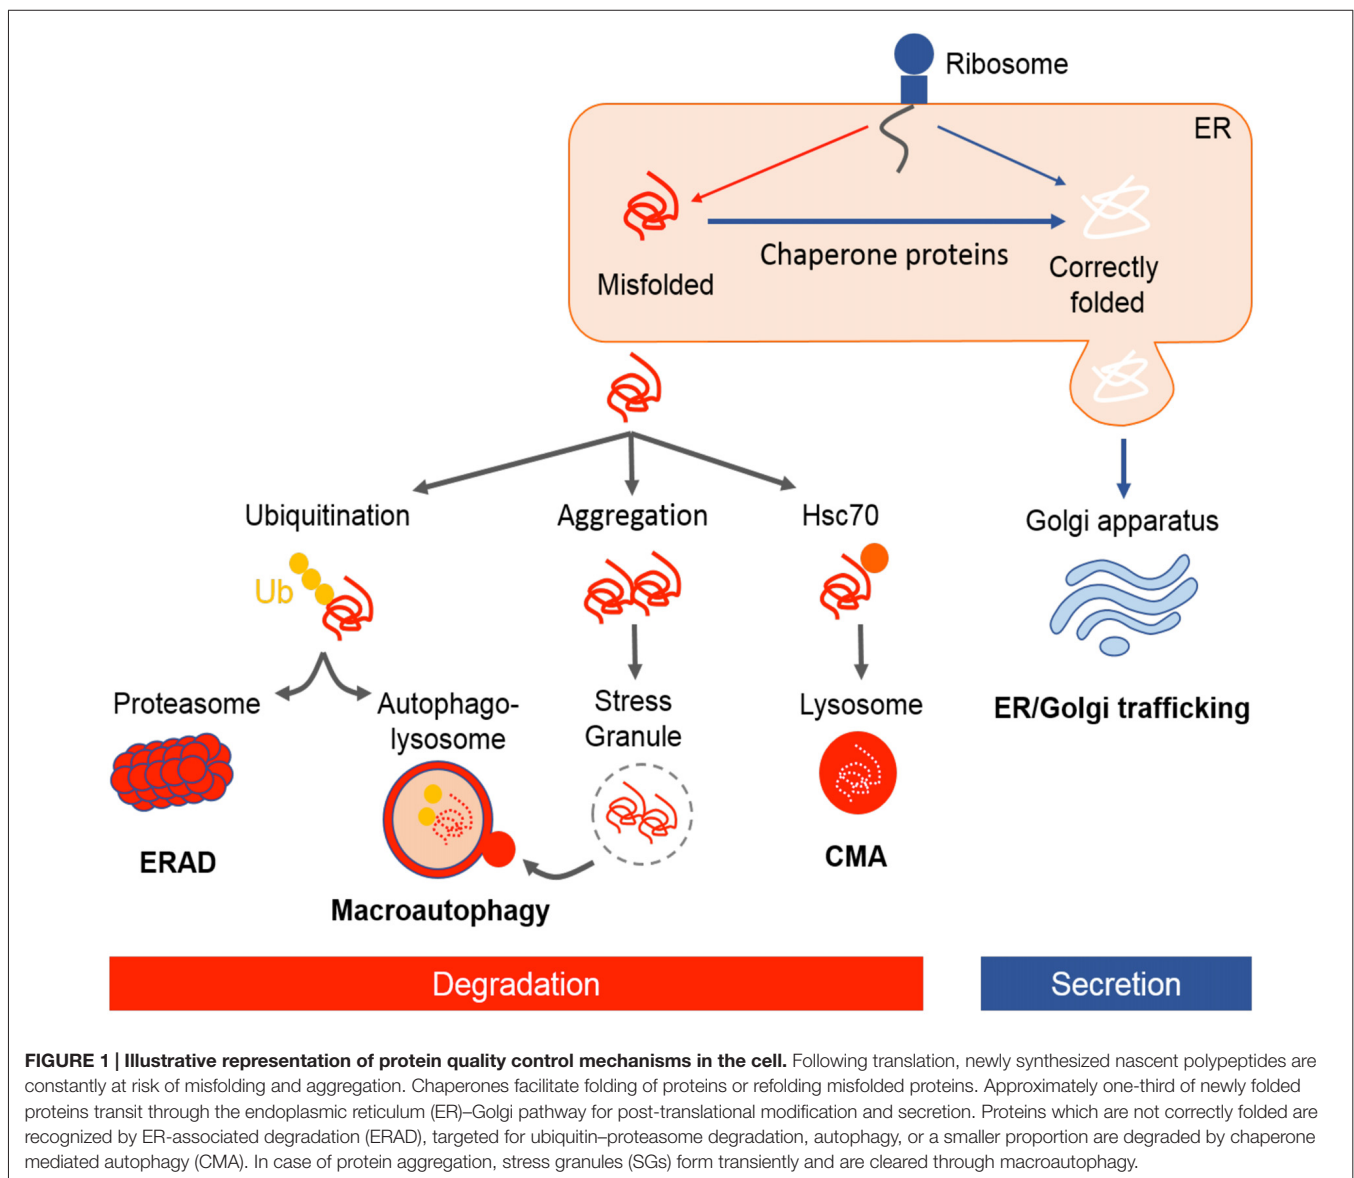 Ribosome
ER
Chaperone proteins
Misfolded
Correctly
folded
Ubiquitination
Aggregation
Hsc70
Golgi apparatus
Ub
Proteasome
Autophago-
lysosome
Stress
Granule
Lysosome
ER/Golgi trafficking
ERAD
CMA
Macroautophagy
Degradation
Secretion
FIGURE 1 | Illustrative representation of protein quality control mechanisms in the cell. Following translation, newly synthesized nascent polypeptides are
constantly at risk of misfolding and aggregation. Chaperones facilitate folding of proteins or refolding misfolded proteins. Approximately one-third of newly folded
proteins transit through the endoplasmic reticulum (ER)–Golgi pathway for post-translational modification and secretion. Proteins which are not correctly folded are
recognized by ER-associated degradation (ERAD), targeted for ubiquitin–proteasome degradation, autophagy, or a smaller proportion are degraded by chaperone
mediated autophagy (CMA). In case of protein aggregation, stress granules (SGs) form transiently and are cleared through macroautophagy.